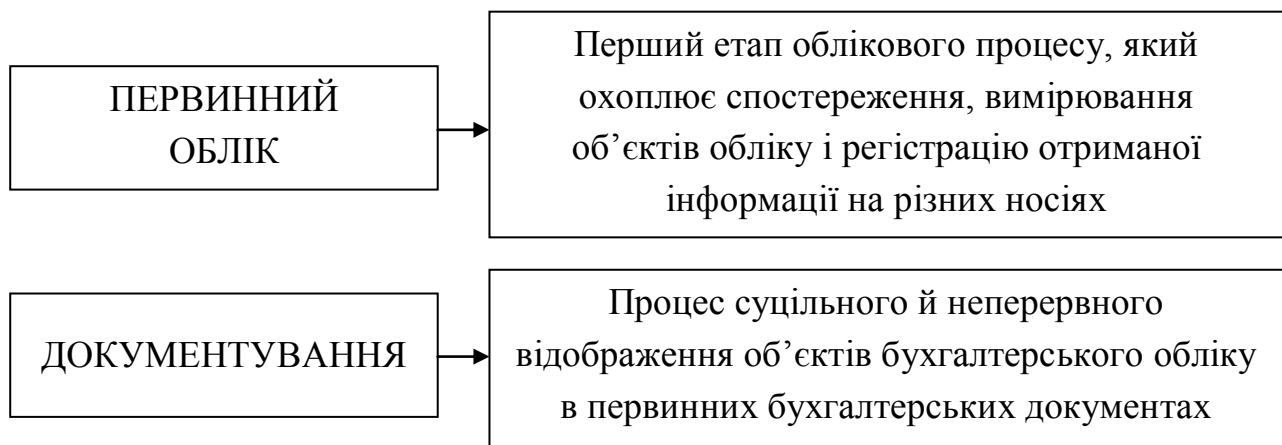 ПЕРВИННИЙ
ОБЛІК
Перший етап облікового процесу, який
охоплює спостереження, вимірювання
об’єктів обліку і регістрацію отриманої
інформації на різних носіях
ДОКУМЕНТУВАННЯ
Процес суцільного й неперервного
відображення об’єктів бухгалтерського обліку
в первинних бухгалтерських документах